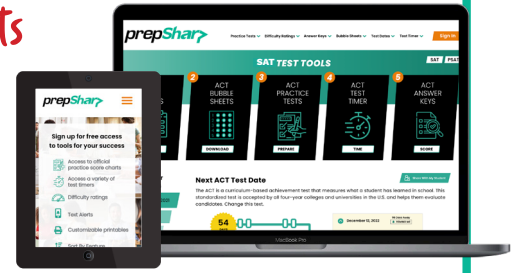 ts
prepSharp
Practice Tests
Difficulty Ratings
Answer Keys
Bubble Sheets
Test Dates
Test Timer
Sign In
SAT TEST TOOLS
SAT
PSAT
S
2
ACT
BUBBLE
SHEETS
DOWNLOAD
3
ACT
PRACTICE
TESTS
PREPARE
4
ACT
TEST
TIMER
TIME
5
ACT
ANSWER
KEYS
SCORE
Next ACT Test Date
The ACT is a curriculum-based achievement test that measures what a student has learned in school. This
standardized test is accepted by all four-year colleges and universities in the U.S. and helps them evaluate
candidates. Change this test.
54
December 10, 2022
MacBook Pro
prepSharp
Sign up for free access
to tools for your success
Access to official
practice score charts
Access a variety of
test timers
Difficulty ratings
Test Alerts
Customizable printables
Sort By Feature